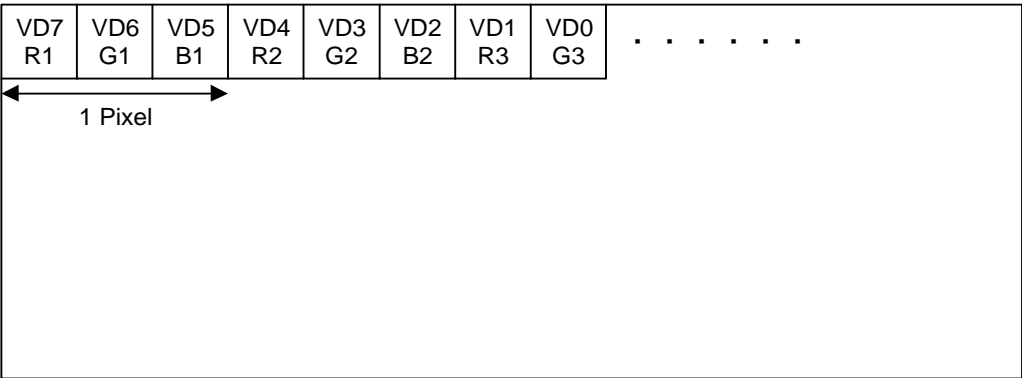 VD7 VD6 VD5 VD4 VD3 VD2 VD1 VD0 . . . . . .
R1 G1 B1 R2 G2 B2 R3 G3
1 Pixel